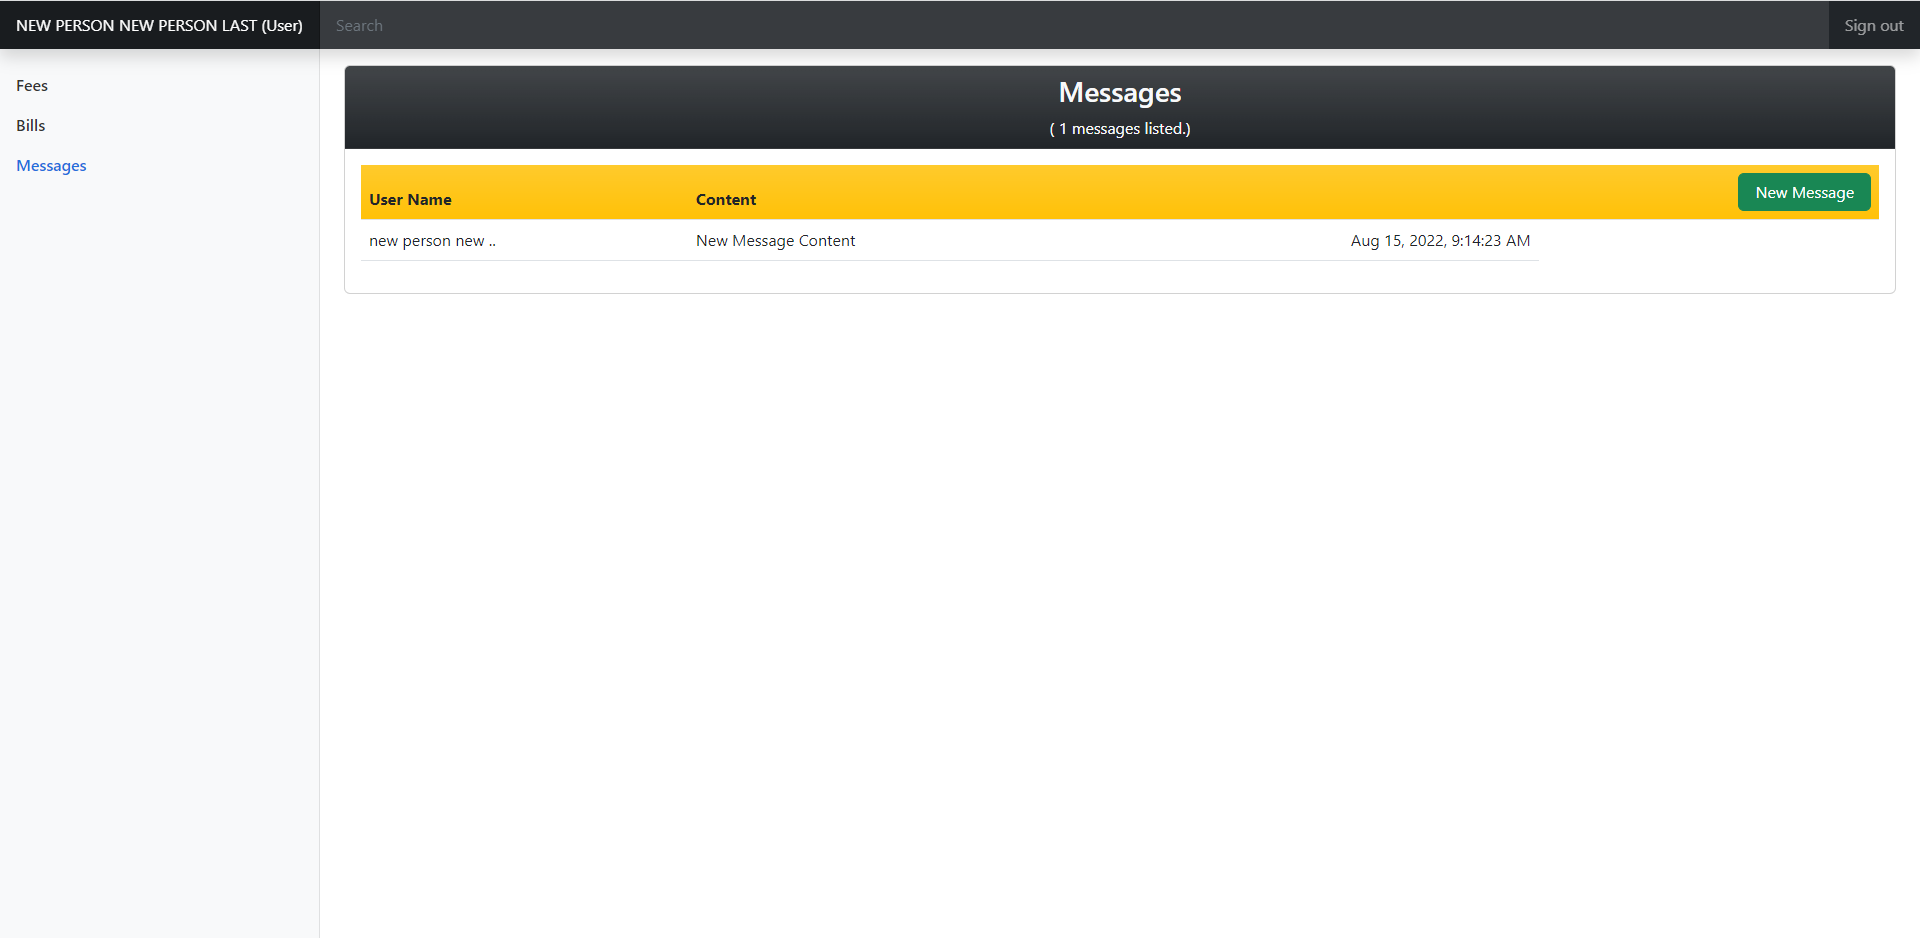 NEW PERSON NEW PERSON LAST (User)
Search
Sign out
Fees
Bills
Messages
Messages
( 1 messages listed.)
User Name
Content
New Message
new person new ..
New Message Content
Aug 15, 2022, 9:14:23 AM